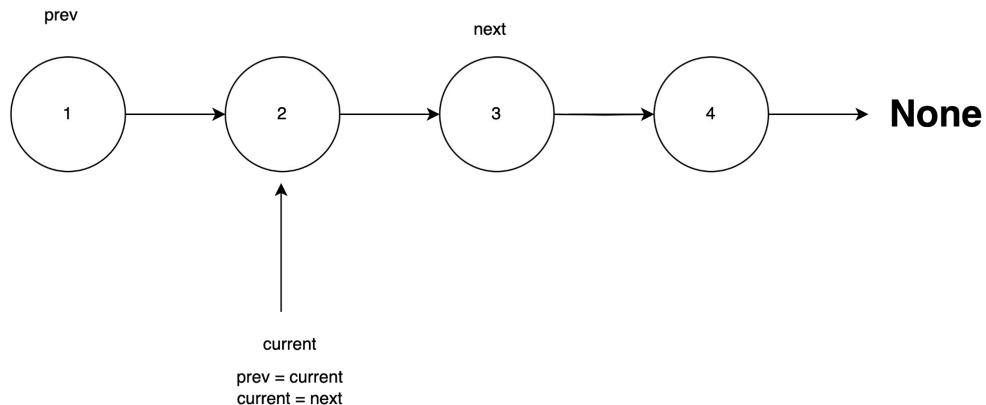 prev
next
1
2
3
4
None
current
prev = current
current = next